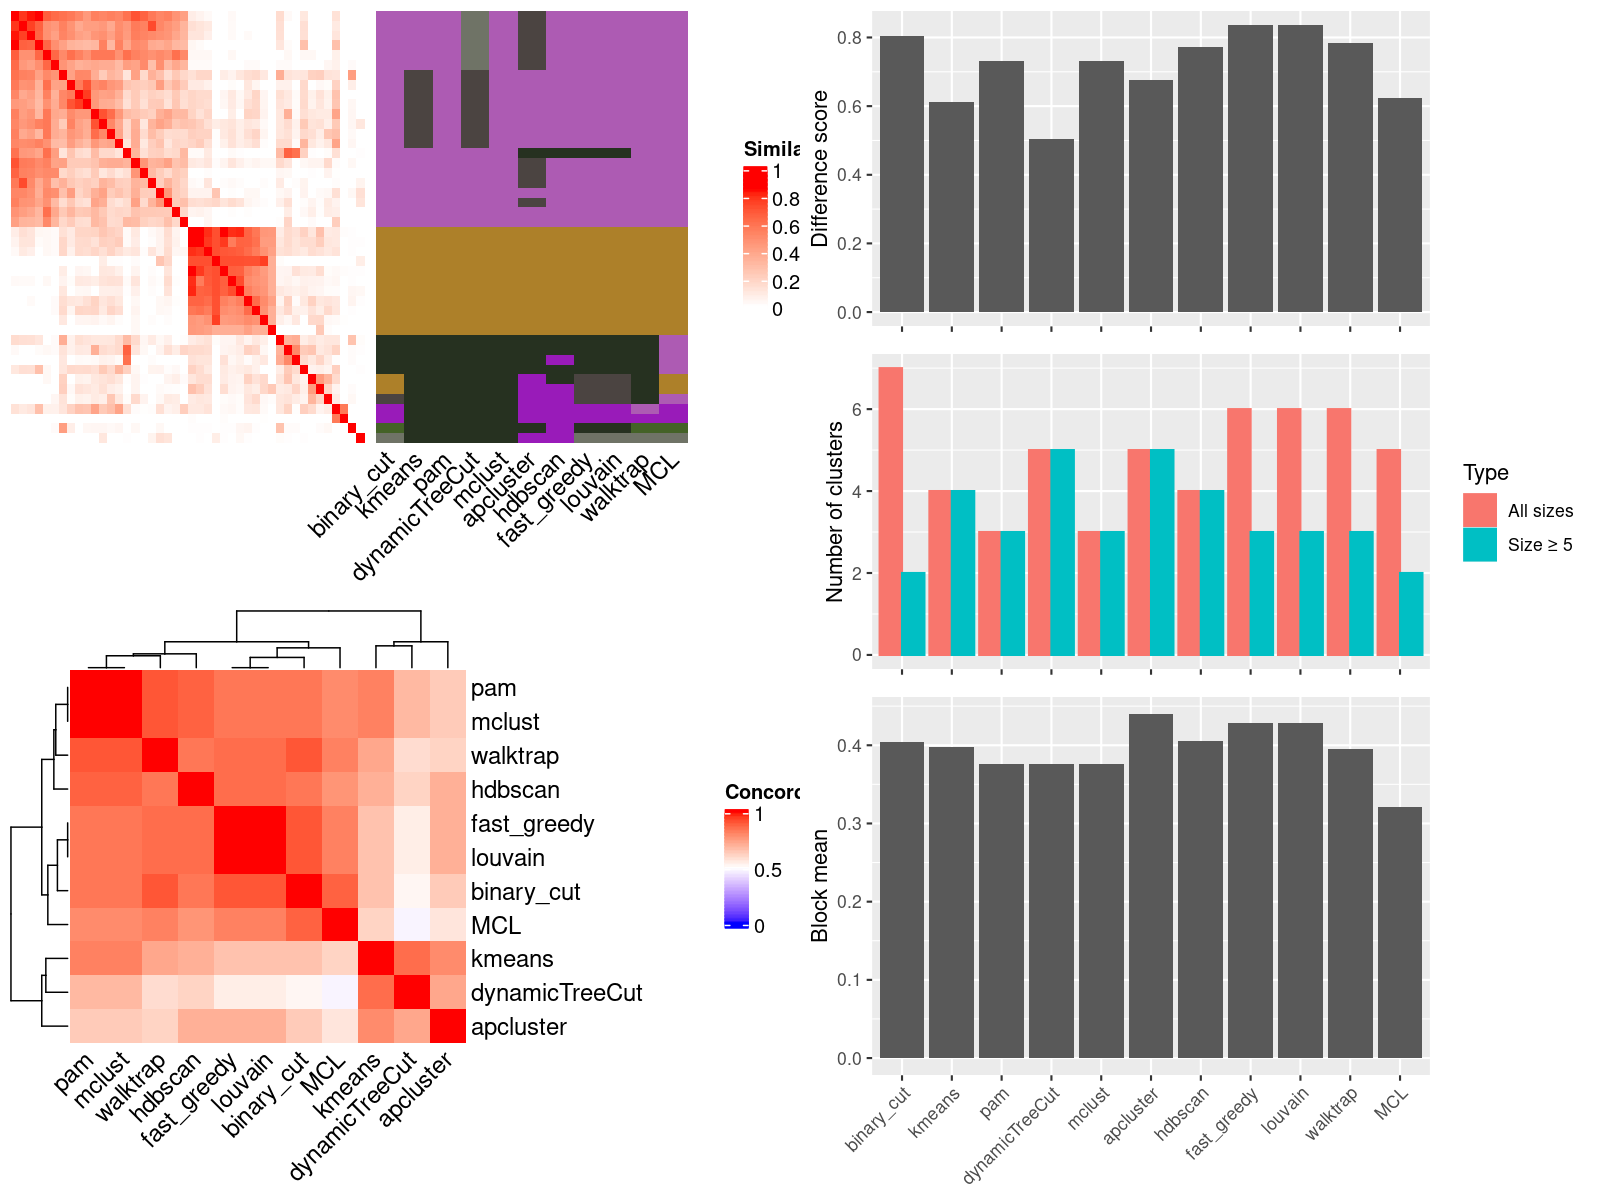 Simila
1
0.8
0.6
0.4
0.2
0
binary_cut
kmeans
pam
dynamicTreeCut
mclust
apcluster
hdbscan
fast_greedy
louvain
walktrap
MCL
pam
mclust
walktrap
hdbscan
fast_greedy
louvain
binary_cut
MCL
kmeans
dynamicTreeCut
apcluster
pam
mclust
walktrap
hdbscan
fast_greedy
louvain
binary_cut
MCL
kmeans
dynamicTreeCut
apcluster
Concord
1
0.5
0
Difference score
0.8
0.6
0.4
0.2
0.0
Number of clusters
6
4
2
0
Type
All sizes
Size ≥ 5
Block mean
0.4
0.3
0.2
0.1
0.0
binary_cut
kmeans
pam
dynamicTreeCut
mclust
apcluster
hdbscan
fast_greedy
louvain
walktrap
MCL